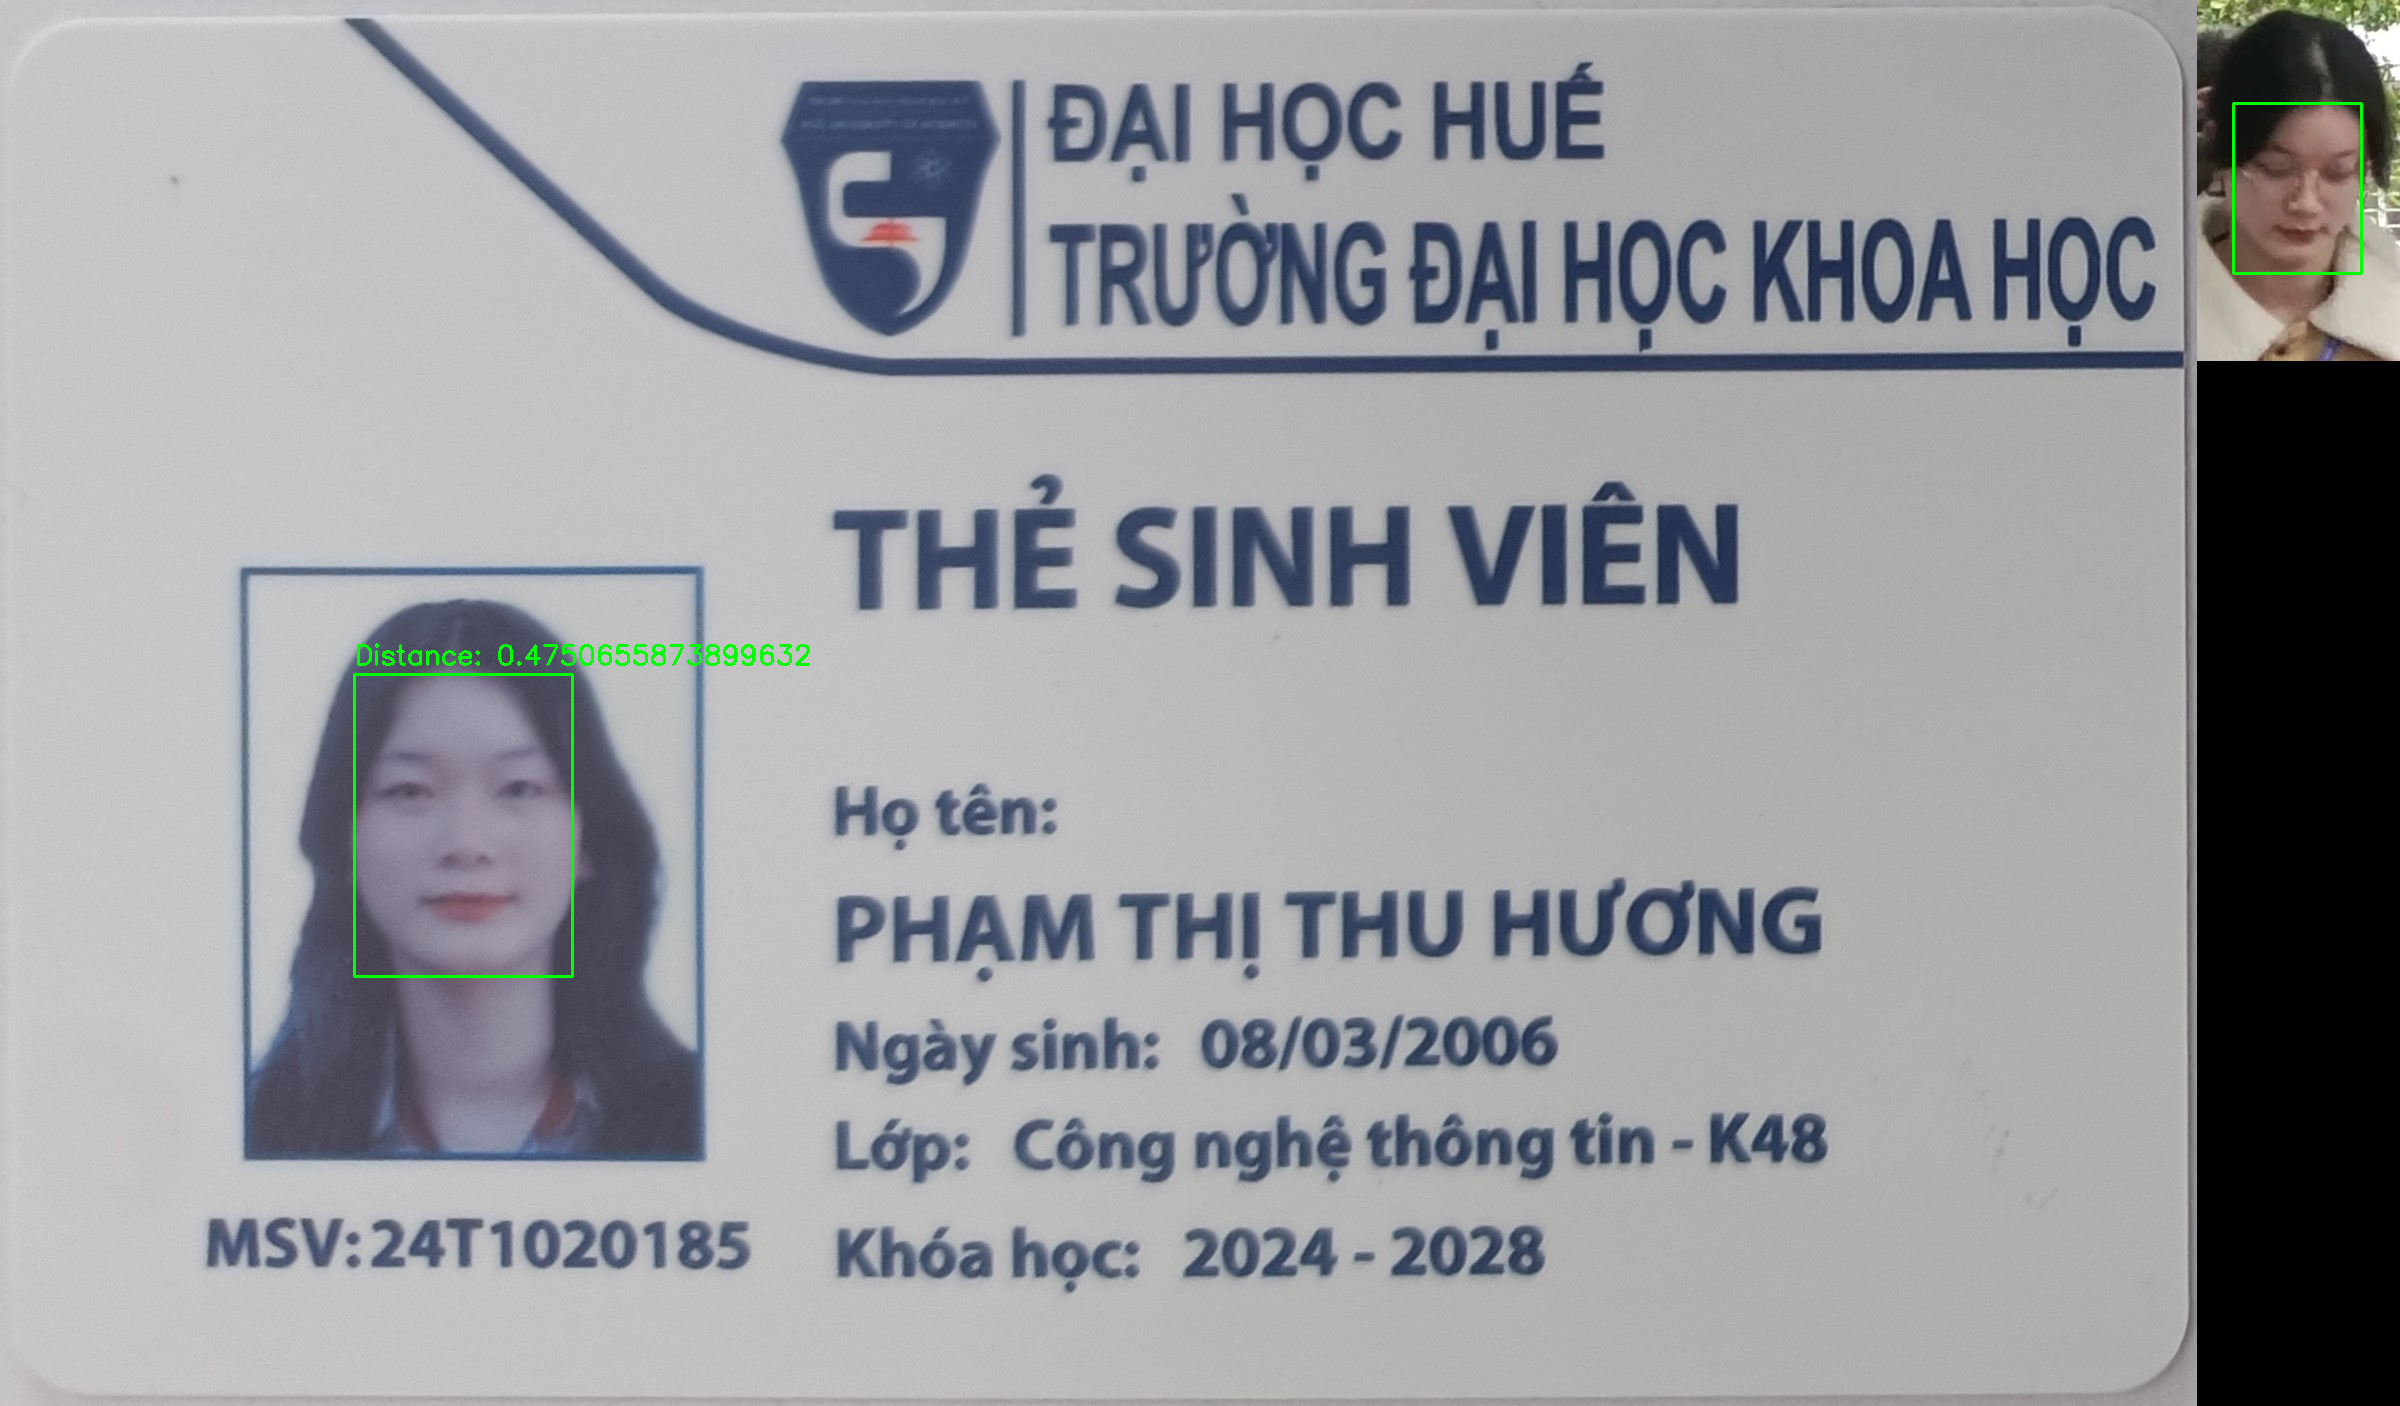 ĐẠI HỌC HUẾ
TRƯỜNG ĐẠI HỌC KHOA HỌC
THẺ SINH VIÊN
Distance: 0.4750655873899632
Họ tên:
PHẠM THỊ THU HƯƠNG
Ngày sinh: 08/03/2006
Lớp: Công nghệ thông tin - K48
Khóa học: 2024 - 2028
MSV: 24T1020185